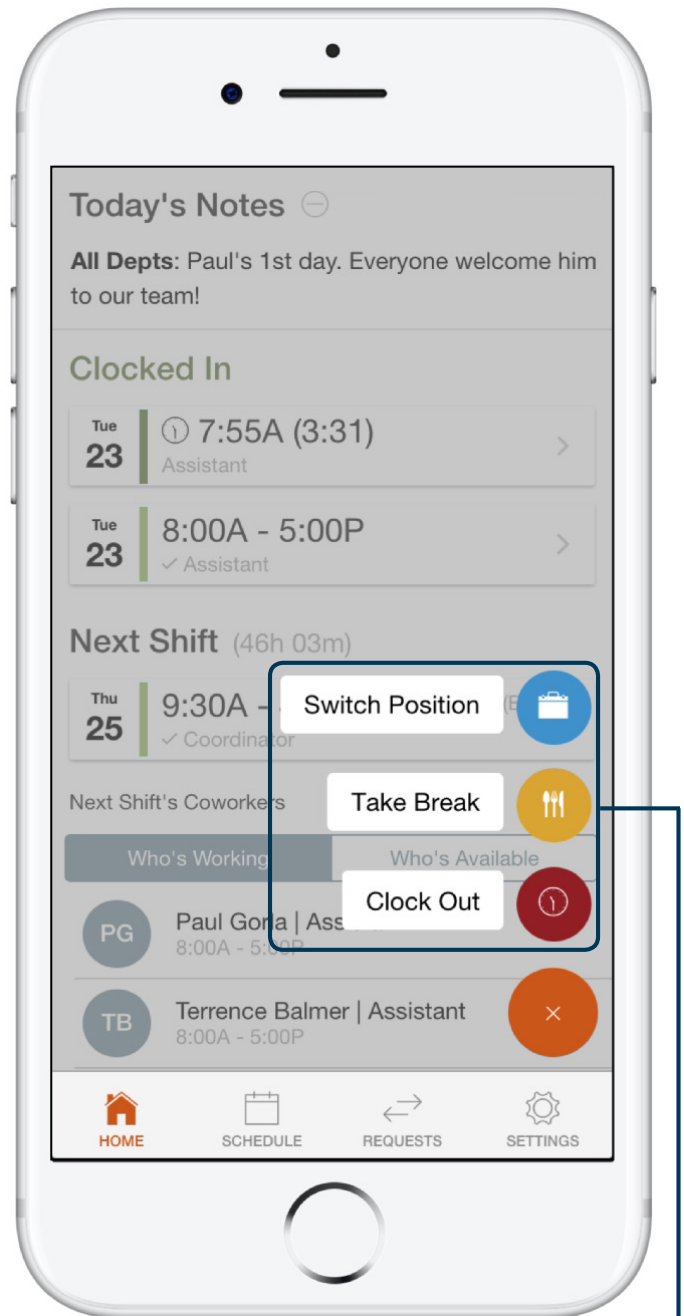 Today's Notes
All Depts: Paul's 1st day. Everyone welcome him
to our team!
Clocked In
Tue
23
7:55A (3:31)
Assistant
Tue
23
8:00A - 5:00P
Assistant
Next Shift (46h 03m)
Thu
25
9:30A -
Coordinator
Switch Position
Next Shift's Coworkers
Take Break
Who's Working
Who's Available
Clock Out
PG
Paul Gorla |
8:00A - 5:00P
TB
Terrence Balmer | Assistant
8:00A - 5:00P
HOME
SCHEDULE
REQUESTS
SETTINGS